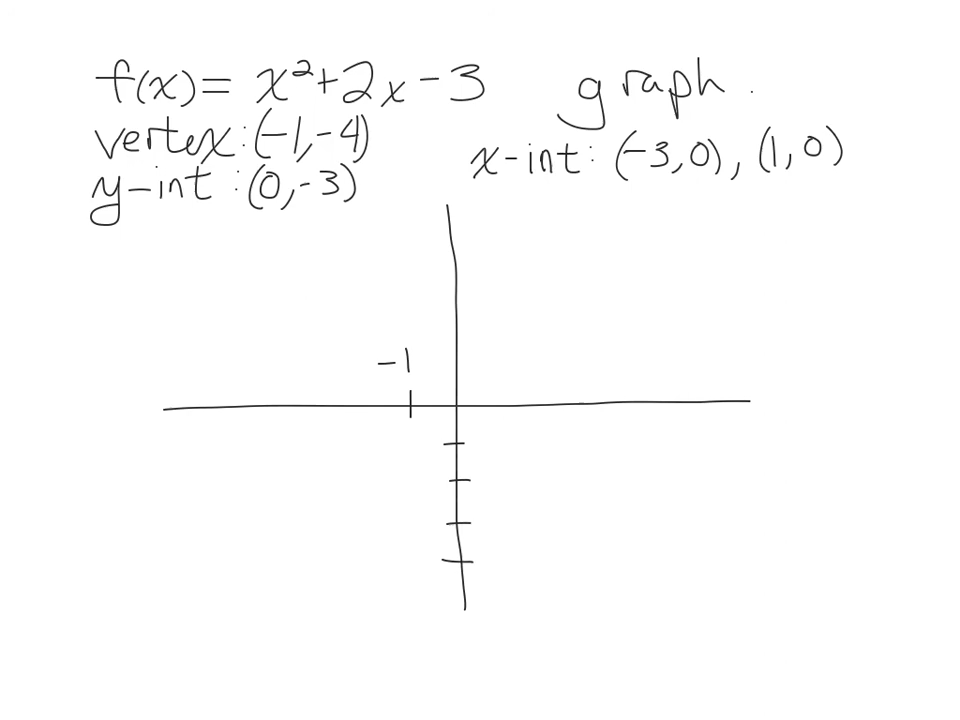 f(x) = x²+2x-3 graph.
vertex: (-1,-4)
x-int: (-3,0), (1,0)
y-int: (0,-3)
-1